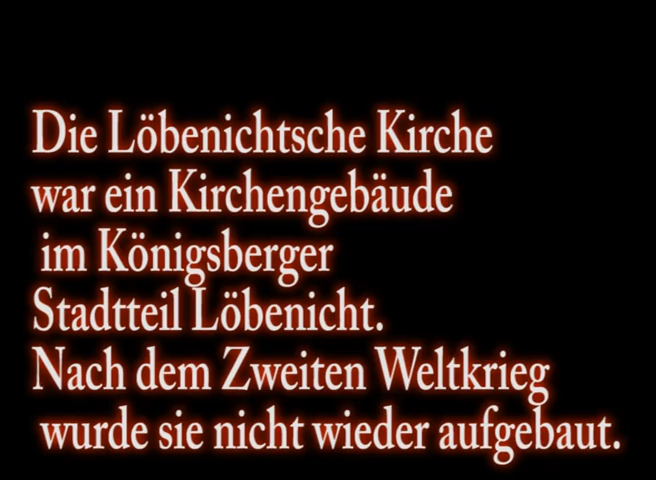 Die Löbenichtsche Kirche
war ein Kirchengebäude
im Königsberger
Stadtteil Löbenicht.
Nach dem Zweiten Weltkrieg
wurde sie nicht wieder aufgebaut.